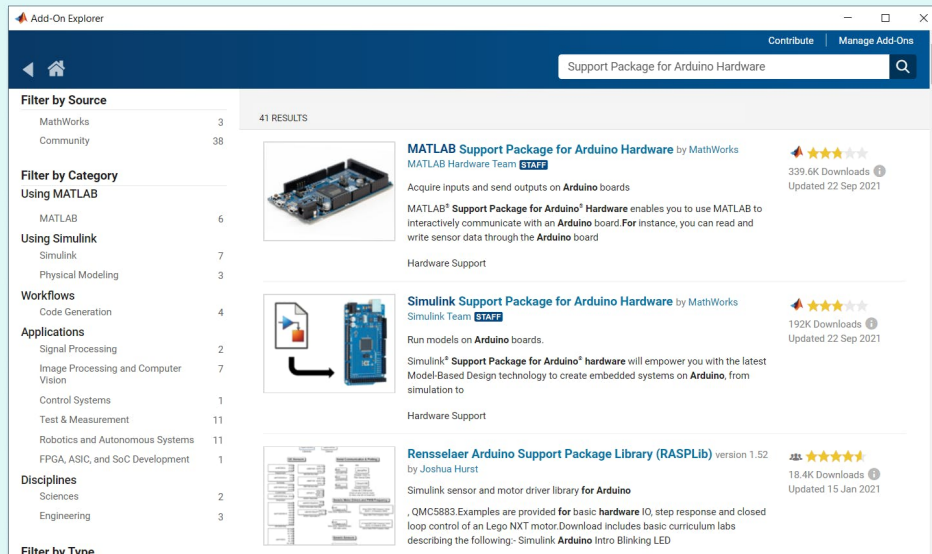 Add-On Explorer
Contribute
Manage Add-Ons
Support Package for Arduino Hardware
Filter by Source
MathWorks 3
Community 38
Filter by Category
Using MATLAB
MATLAB 6
Using Simulink
Simulink 7
Physical Modeling 3
Workflows
Code Generation 4
Applications
Signal Processing 2
Image Processing and Computer
Vision 7
Control Systems 1
Test & Measurement 11
Robotics and Autonomous Systems 11
FPGA, ASIC, and SoC Development 1
Disciplines
Sciences 2
Engineering 3
Filter by Type
41 RESULTS
MATLAB Support Package for Arduino Hardware by MathWorks
MATLAB Hardware Team STAFF
Acquire inputs and send outputs on Arduino boards
MATLAB® Support Package for Arduino® Hardware enables you to use MATLAB to
interactively communicate with an Arduino board.For instance, you can read and
write sensor data through the Arduino board
Hardware Support
339.6K Downloads
Updated 22 Sep 2021
Simulink Support Package for Arduino Hardware by MathWorks
Simulink Team STAFF
Run models on Arduino boards.
Simulink® Support Package for Arduino® hardware will empower you with the latest
Model-Based Design technology to create embedded systems on Arduino, from
simulation to
Hardware Support
192K Downloads
Updated 22 Sep 2021
Rensselaer Arduino Support Package Library (RASPLib) version 1.52
by Joshua Hurst
Simulink sensor and motor driver library for Arduino
, QMC5883.Examples are provided for basic hardware IO, step response and closed
loop control of an Lego NXT motor.Download includes basic curriculum labs
describing the following:- Simulink Arduino Intro Blinking LED
18.4K Downloads
Updated 15 Jan 2021